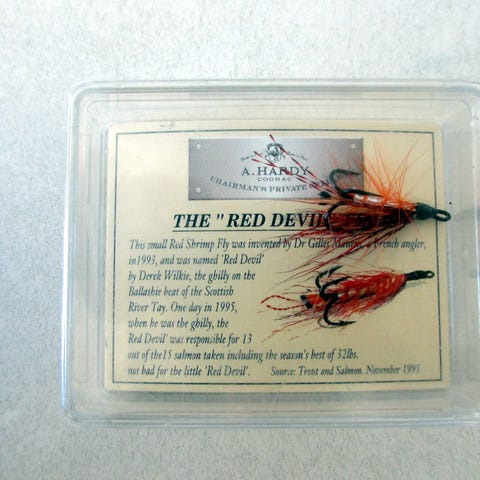 A. HARDY
COGNAC
CHAIRMAN'S PRIVATE
THE "RED DEVIL
This small Red Shrimp Fly was invented by Dr Gilles a french angler,
in1993, and was named 'Red Devil'
by Derek Wilkie, the ghilly on the
Ballathie beat of the Scottish
River Tay. One day in 1995,
when he was the ghilly, the
Red Devil' was responsible for 13
out of the15 salmon taken including the season's best of 32lbs.
not bad for the little 'Red Devil'. Source: Trout and Salmon. November 1995